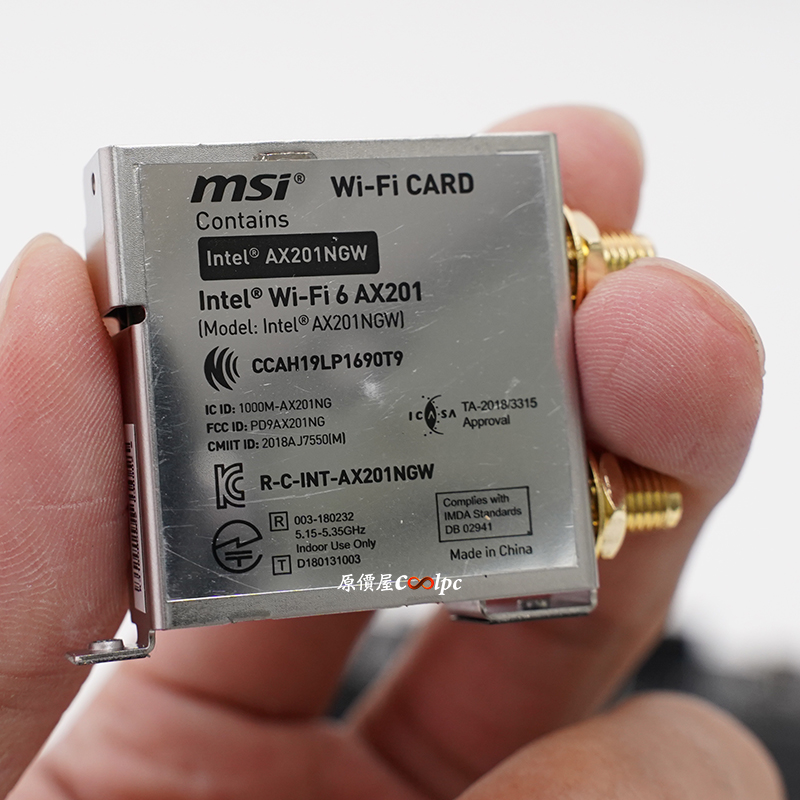 msi® Wi-Fi CARD
Contains
Intel® AX201NGW
Intel® Wi-Fi 6 AX201
(Model: Intel® AX201NGW)
CCAH19LP1690T9
IC ID: 1000M-AX201NG
FCC ID: PD9AX201NG
CMIIT ID: 2018AJ7550(M)
ICASA TA-2018/3315
Approval
R-C-INT-AX201NGW
R 003-180232
5.15-5.35GHz
Indoor Use Only
T D180131003
Complies with
IMDA Standards
DB 02941
Made in China
原價屋Coolpc